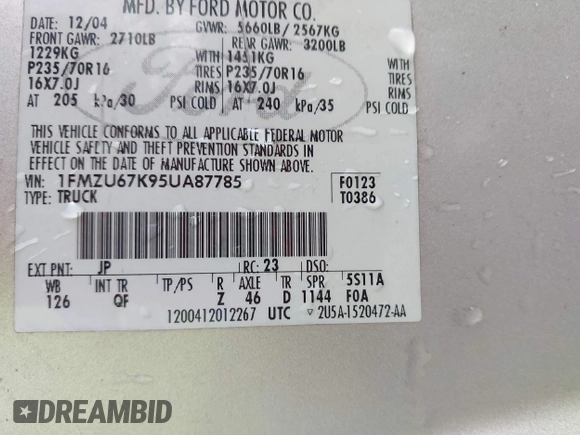 MFD. BY FORD MOTOR CO.
DATE: 12/04 GVWR: 5660LB/ 2567KG
FRONT GAWR: 2710LB REAR GAWR: 3200LB
1229KG WITH 1451KG WITH
P235/70R16 TIRES P235/70R16 TIRES
16X7.0J RIMS 16X7.0J RIMS
AT 205 kPa/30 PSI COLD AT 240 kPa/35 PSI COLD
Ford
THIS VEHICLE CONFORMS TO ALL APPLICABLE FEDERAL MOTOR
VEHICLE SAFETY AND THEFT PREVENTION STANDARDS IN
EFFECT ON THE DATE OF MANUFACTURE SHOWN ABOVE.
VIN: 1FMZU67K95UA87785 F0123
TYPE: TRUCK T0386
EXT PNT: JP RC: 23 DSO:
WB INT TR TP/PS R AXLE TR SPR 5S11A
126 QF Z 46 D 1144 F0A
1200412012267 UTC ▽ 2U5A-1520472-AA
DREAMBID